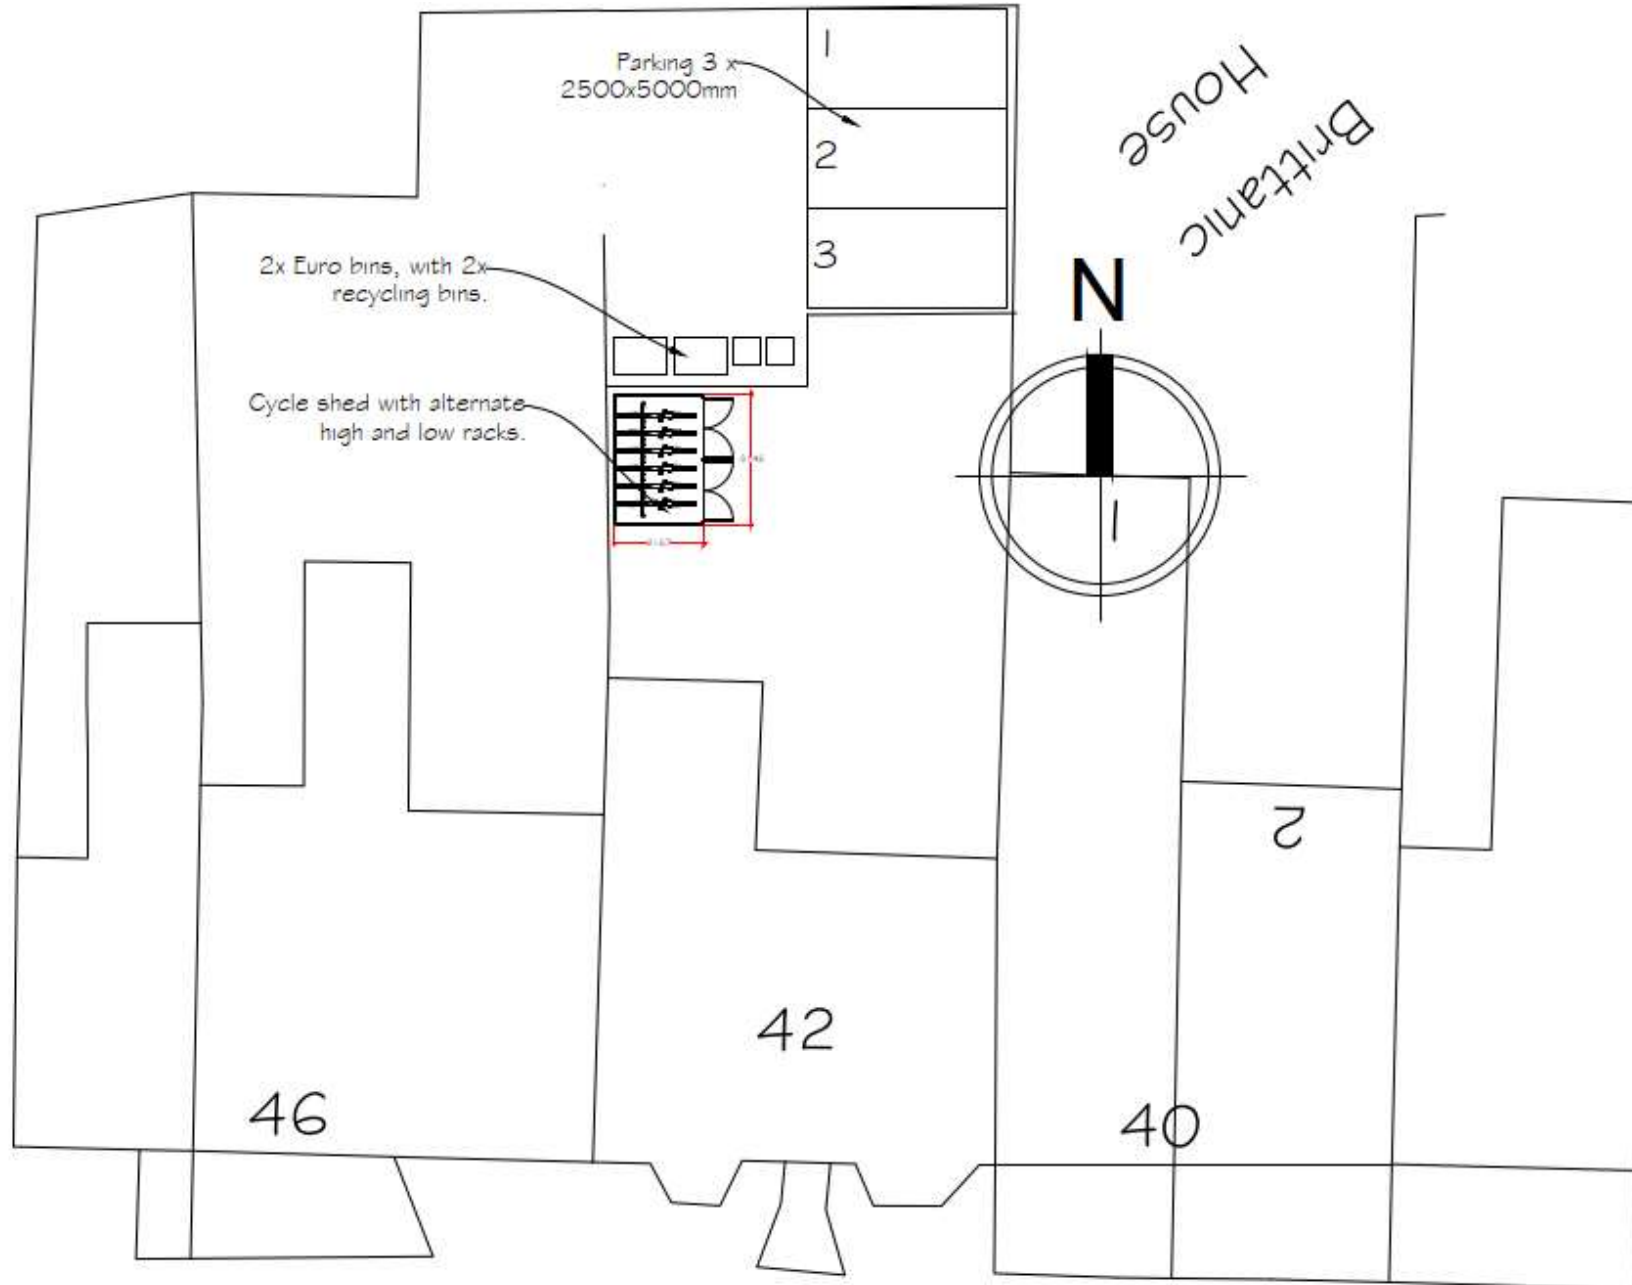 1
Parking 3 x
2500x5000mm
2
3
House
Brittanic
2x Euro bins, with 2x
recycling bins.
N
Cycle shed with alternate
high and low racks.
1
2
42
46
40